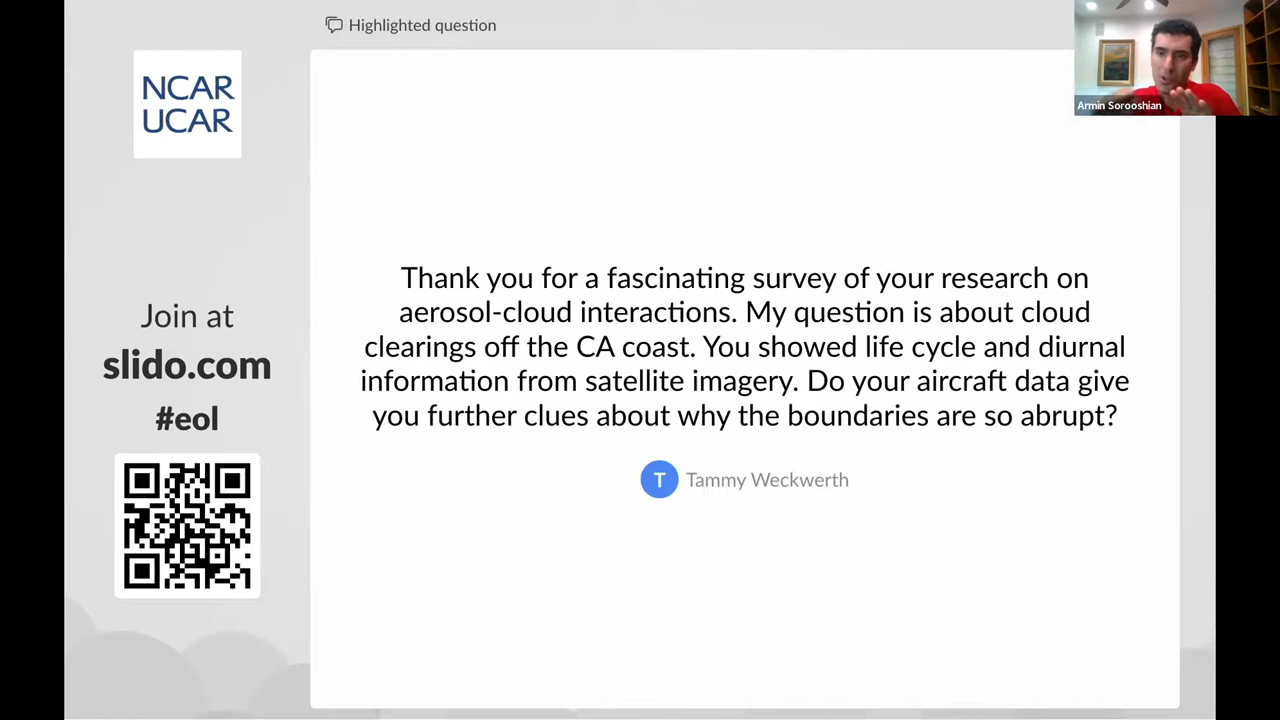 Highlighted question
NCAR
UCAR
Armin Sorooshian
Thank you for a fascinating survey of your research on
aerosol-cloud interactions. My question is about cloud
clearings off the CA coast. You showed life cycle and diurnal
information from satellite imagery. Do your aircraft data give
you further clues about why the boundaries are so abrupt?
T Tammy Weckwerth
Join at
slido.com
#eol